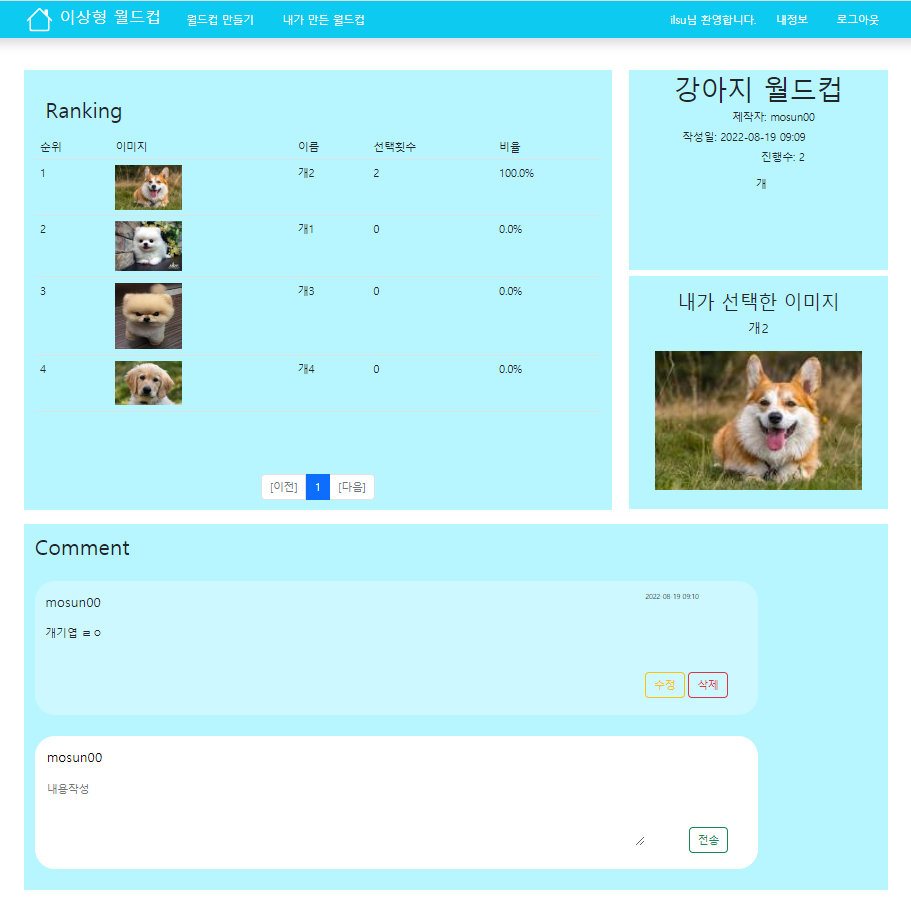 이상형 월드컵 월드컵 만들기 내가 만든 월드컵 ilsu님 환영합니다. 내정보 로그아웃
Ranking
순위 이미지 이름 선택횟수 비율
1 개2 2 100.0%
2 개1 0 0.0%
3 개3 0 0.0%
4 개4 0 0.0%
[이전] 1 [다음]
강아지 월드컵
제작자: mosun00
작성일: 2022-08-19 09:09
진행수: 2
개
내가 선택한 이미지
개2
Comment
mosun00 2022-08-19 09:10
개기엽 ㄹㅇ
수정 삭제
mosun00
내용작성
전송